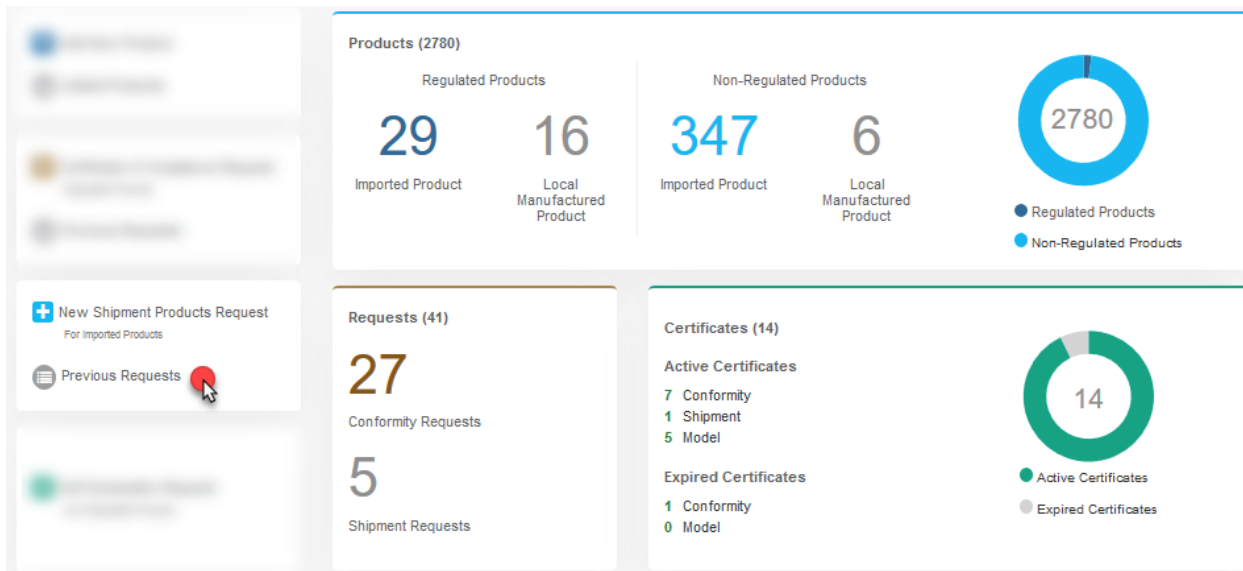 New Shipment Products Request
For Imported Products
Previous Requests
Products (2780)
Regulated Products
29
Imported Product
16
Local
Manufactured
Product
Non-Regulated Products
347
Imported Product
6
Local
Manufactured
Product
2780
Regulated Products
Non-Regulated Products
Requests (41)
27
Conformity Requests
5
Shipment Requests
Certificates (14)
Active Certificates
7 Conformity
1 Shipment
5 Model
Expired Certificates
1 Conformity
0 Model
14
Active Certificates
Expired Certificates